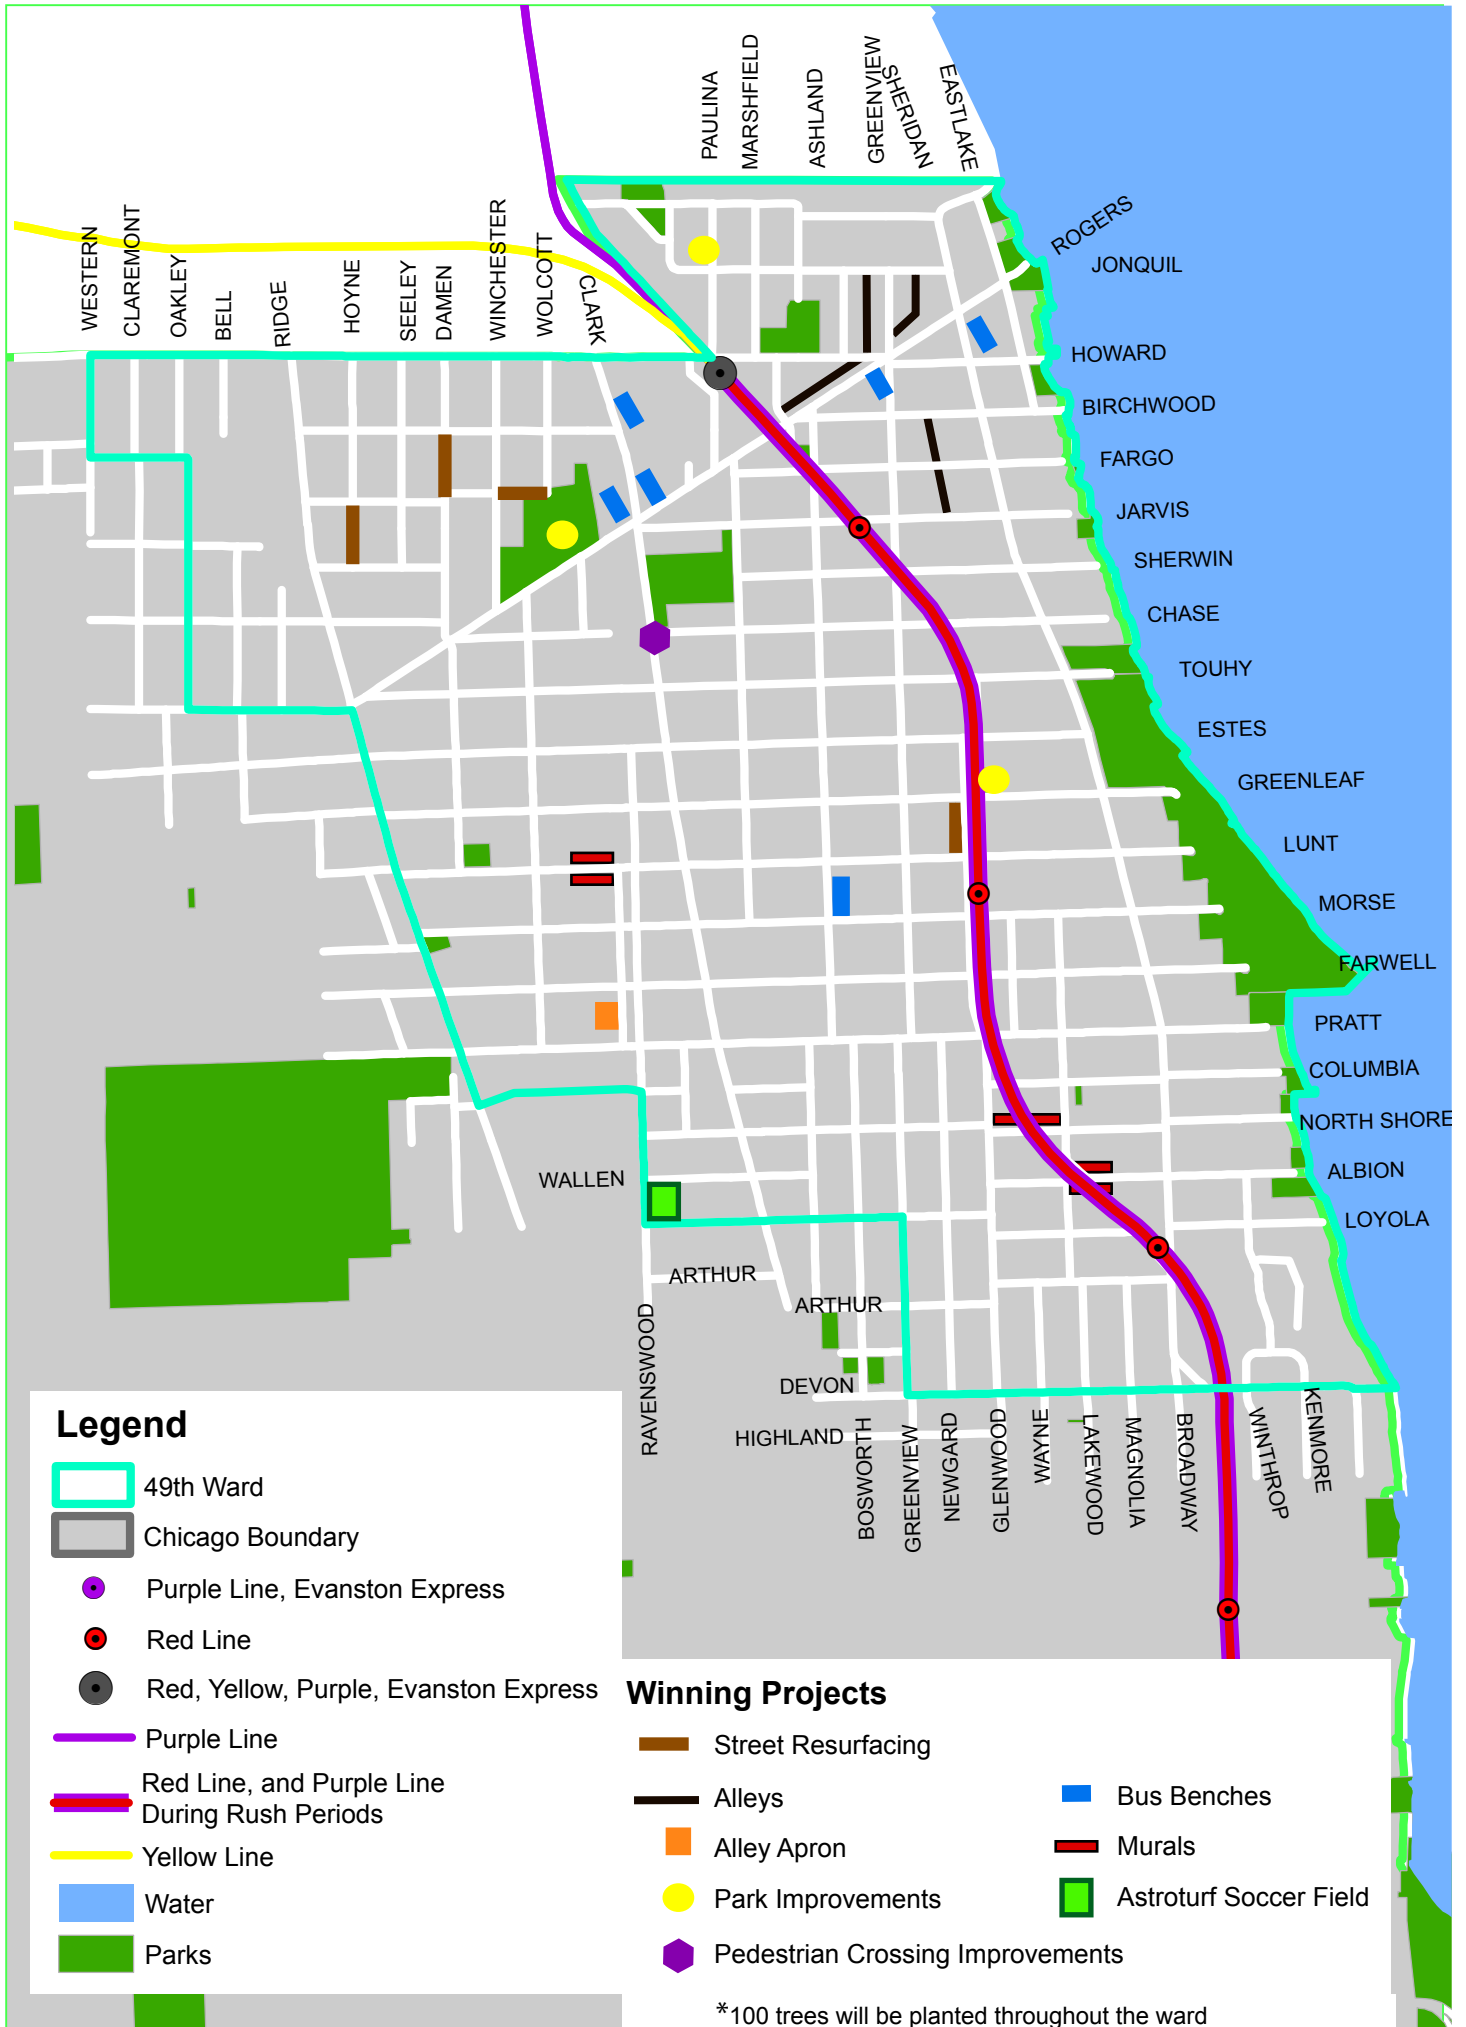 PAULINA
MARSHFIELD
ASHLAND
GREENVIEW
SHERIDAN
EASTLAKE
ROGERS
JONQUIL
WESTERN
CLAREMONT
OAKLEY
BELL
RIDGE
HOYNE
SEELEY
DAMEN
WINCHESTER
WOLCOTT
CLARK
HOWARD
BIRCHWOOD
FARGO
JARVIS
SHERWIN
CHASE
TOUHY
ESTES
GREENLEAF
LUNT
MORSE
FARWELL
PRATT
COLUMBIA
NORTH SHORE
ALBION
LOYOLA
WALLEN
ARTHUR
ARTHUR
DEVON
HIGHLAND
RAVENSWOOD
BOSWORTH
GREENVIEW
NEWGARD
GLENWOOD
WAYNE
LAKEWOOD
MAGNOLIA
BROADWAY
WINTHROP
KENMORE
Legend
49th Ward
Chicago Boundary
Purple Line, Evanston Express
Red Line
Red, Yellow, Purple, Evanston Express
Purple Line
Red Line, and Purple Line
During Rush Periods
Yellow Line
Water
Parks
Winning Projects
Street Resurfacing
Alleys
Alley Apron
Park Improvements
Pedestrian Crossing Improvements
Bus Benches
Murals
Astroturf Soccer Field
*100 trees will be planted throughout the ward